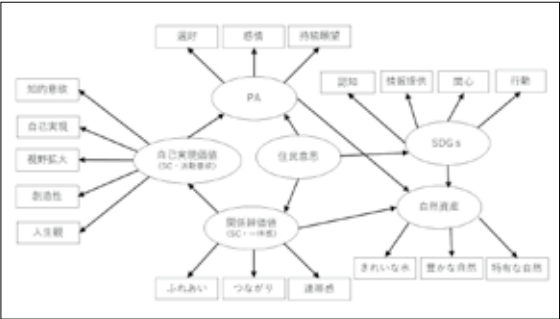 選好
感情
持続願望
認知
情報提供
関心
行動
知的意欲
PA
自己実現
SDGs
視野拡大
自己実現価値
(SC・活動要績)
住民意思
創造性
関係性価値
(SC・一体感)
自然資産
人生観
きれいな水
豊かな自然
特有な自然
ふれあい
つながり
連帯感